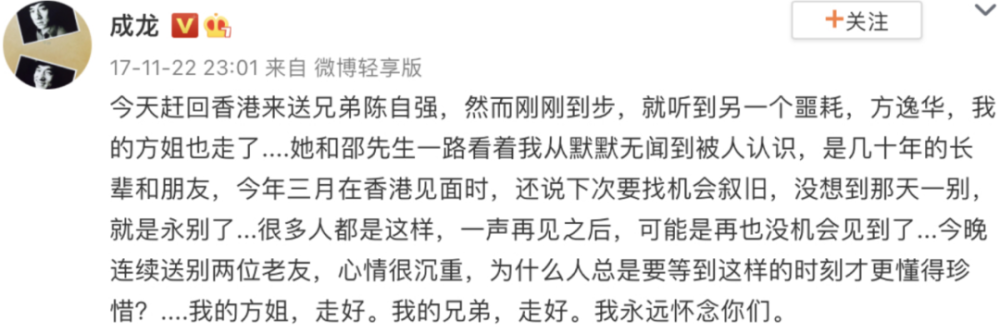 成龙
+关注
17-11-22 23:01 来自 微博轻享版
今天赶回香港来送兄弟陈自强，然而刚刚到步，就听到另一个噩耗，方逸华，我
的方姐也走了....她和邵先生一路看着我从默默无闻到被人认识，是几十年的长
辈和朋友，今年三月在香港见面时，还说下次要找机会叙旧，没想到那天一别，
就是永别了...很多人都是这样，一声再见之后，可能是再也没机会见到了...今晚
连续送别两位老友，心情很沉重，为什么人总是要等到这样的时刻才更懂得珍
惜？....我的方姐，走好。我的兄弟，走好。我永远怀念你们。